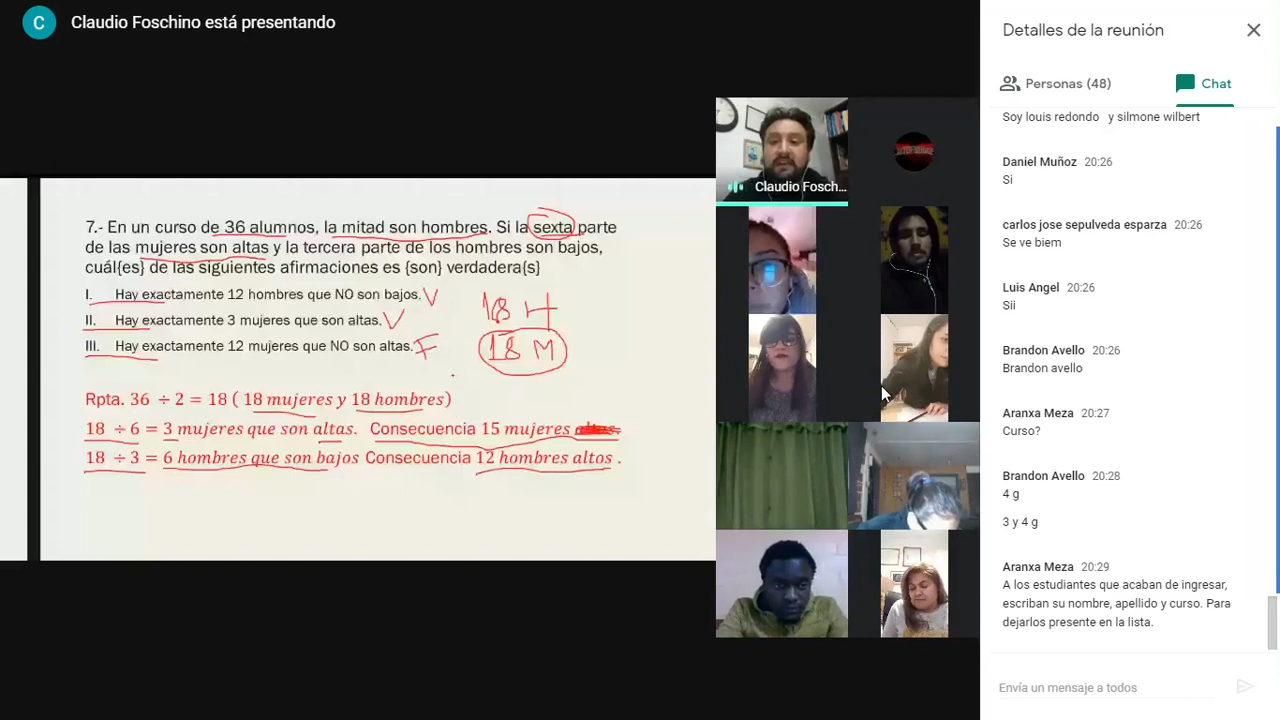 C
Claudio Foschino está presentando
7.- En un curso de 36 alumnos, la mitad son hombres. Si la sexta parte
de las mujeres son altas y la tercera parte de los hombres son bajos,
cuál{es} de las siguientes afirmaciones es {son} verdadera{s}
I. Hay exactamente 12 hombres que NO son bajos. V
II. Hay exactamente 3 mujeres que son altas. V
III. Hay exactamente 12 mujeres que NO son altas. F
18 H
18 M
Rpta. 36 ÷ 2 = 18 ( 18 mujeres y 18 hombres)
18 ÷ 6 = 3 mujeres que son altas. Consecuencia 15 mujeres
18 ÷ 3 = 6 hombres que son bajos Consecuencia 12 hombres altos .
Claudio Fosch...
Detalles de la reunión
Personas (48)
Chat
Soy louis redondo y silmone wilbert
Daniel Muñoz 20:26
Si
carlos jose sepulveda esparza 20:26
Se ve biem
Luis Angel 20:26
Sii
Brandon Avello 20:26
Brandon avello
Aranxa Meza 20:27
Curso?
Brandon Avello 20:28
4 g
3 y 4 g
Aranxa Meza 20:29
A los estudiantes que acaban de ingresar,
escriban su nombre, apellido y curso. Para
dejarlos presente en la lista.
Envía un mensaje a todos